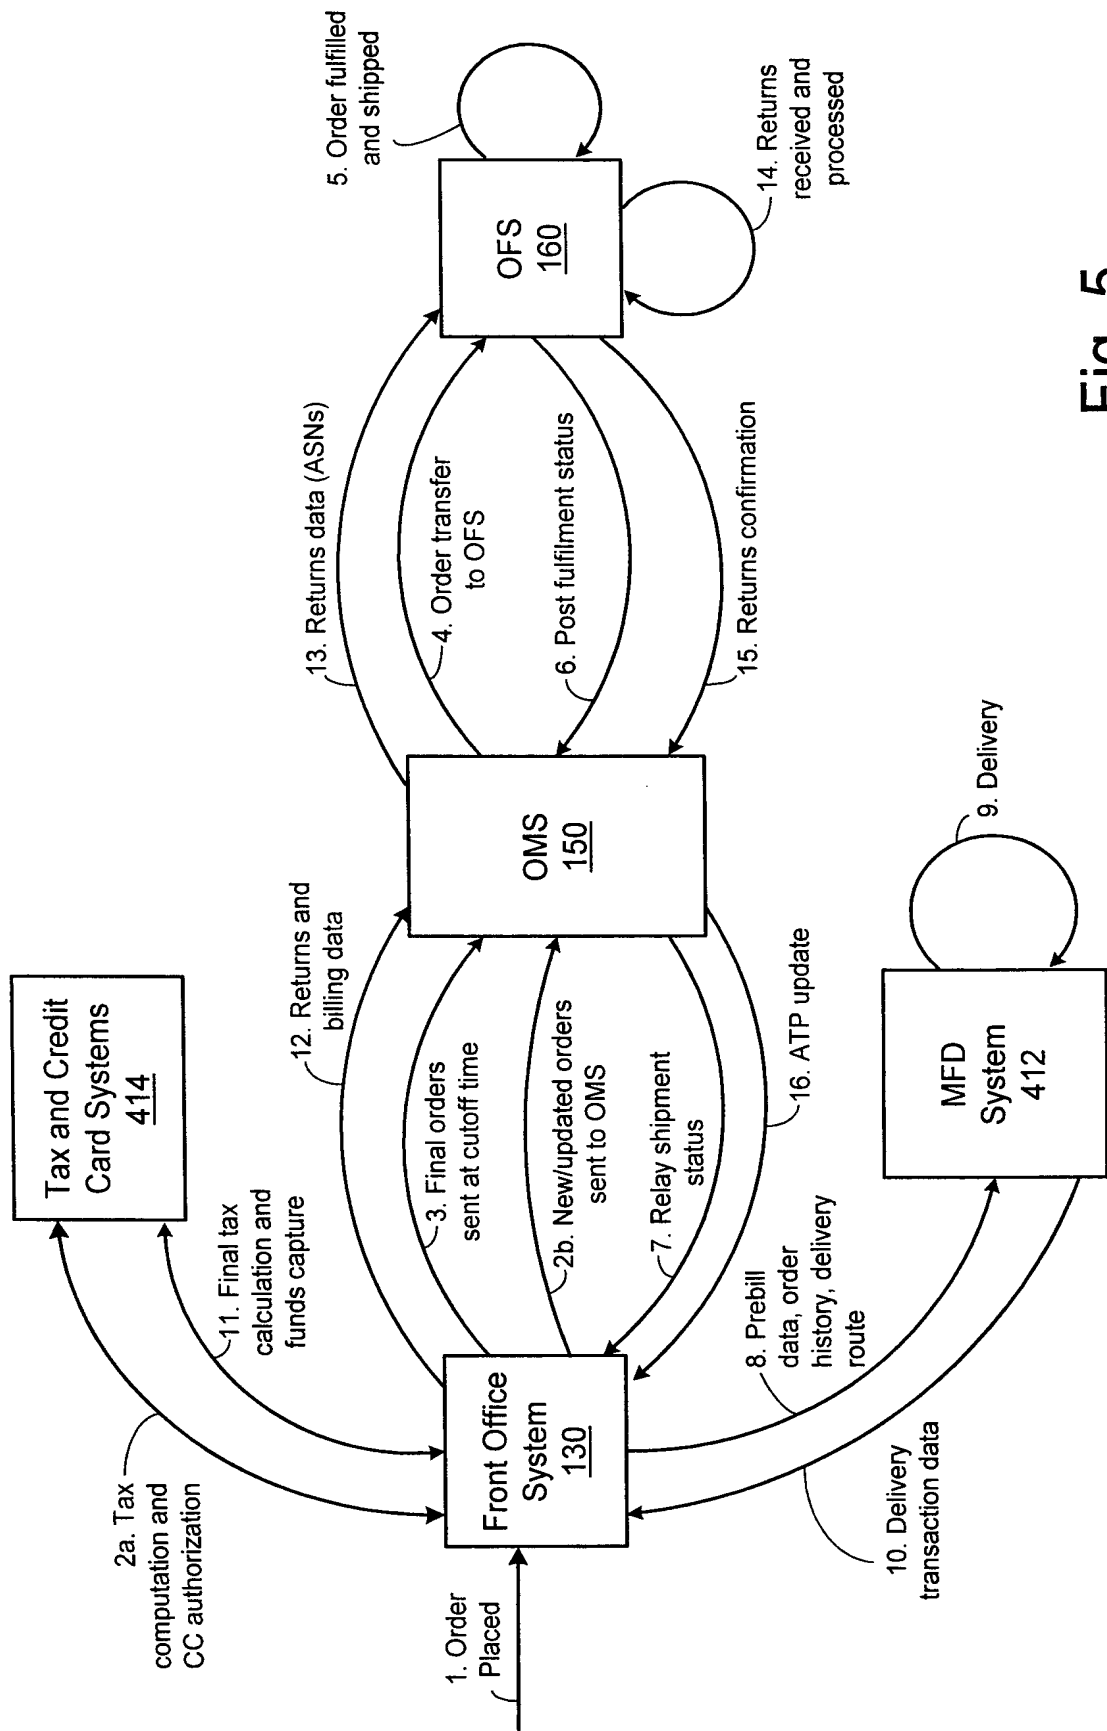 1. Order
Placed
2a. Tax
computation and
CC authorization
Tax and Credit
Card Systems
414
11. Final tax
calculation and
funds capture
Front Office
System
130
12. Returns and
billing data
3. Final orders
sent at cutoff time
2b. New/updated orders
sent to OMS
7. Relay shipment
status
16. ATP update
OMS
150
13. Returns data (ASNs)
4. Order transfer
to OFS
6. Post fulfilment status
15. Returns confirmation
OFS
160
5. Order fulfilled
and shipped
14. Returns
received and
processed
8. Prebill
data, order
history, delivery
route
10. Delivery
transaction data
MFD
System
412
9. Delivery
Fig. 5